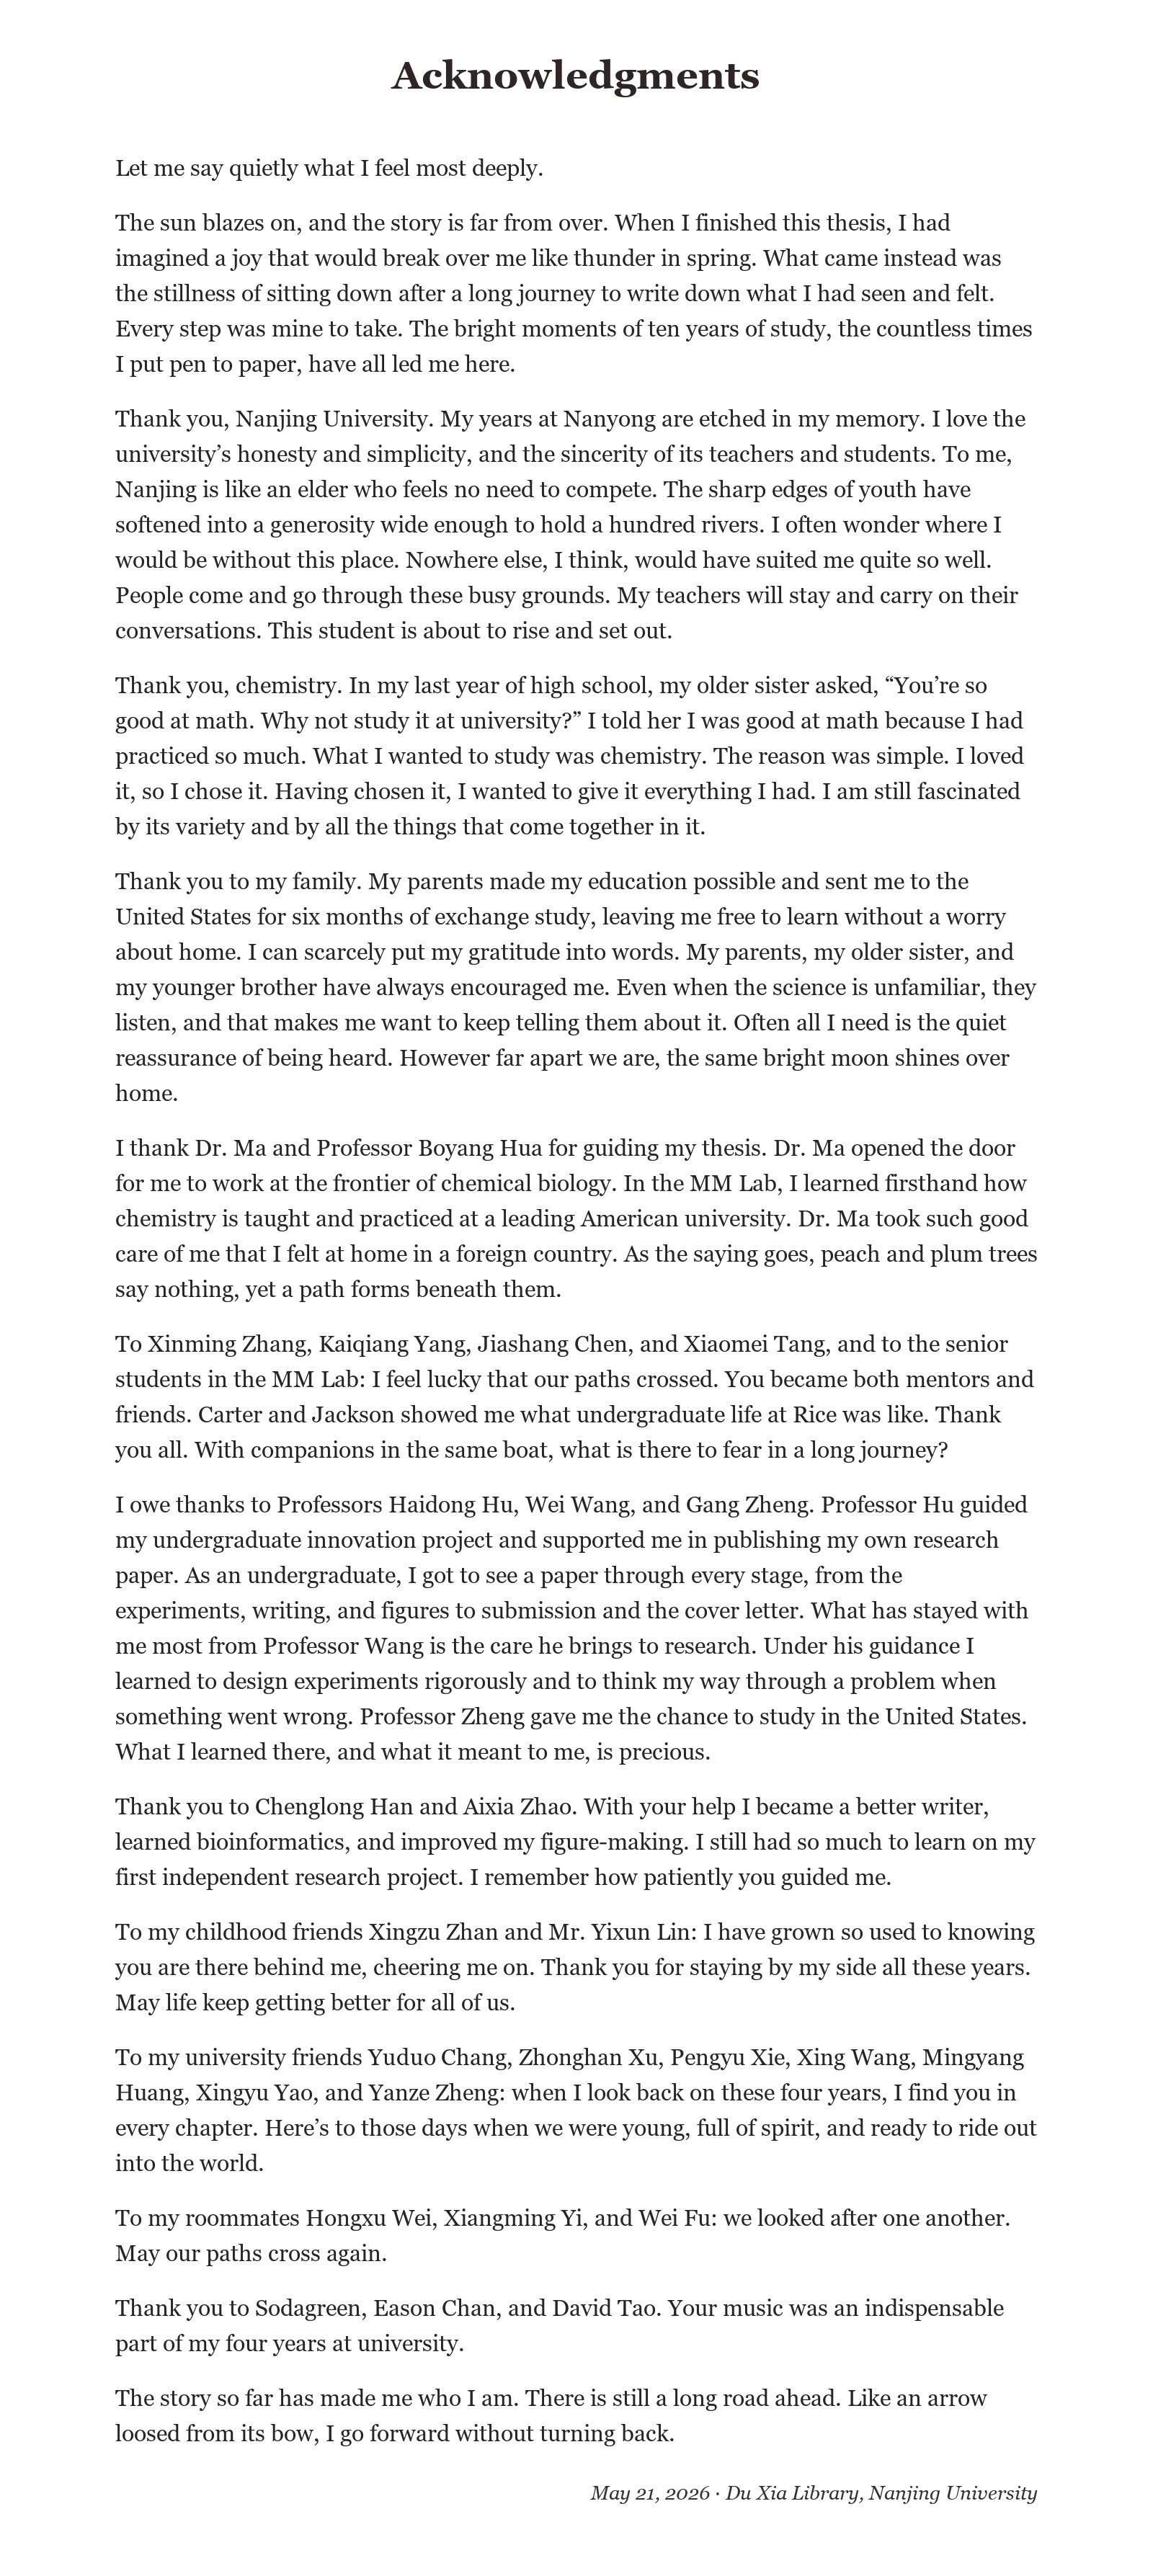 Acknowledgments
Let me say quietly what I feel most deeply.
The sun blazes on, and the story is far from over. When I finished this thesis, I had
imagined a joy that would break over me like thunder in spring. What came instead was
the stillness of sitting down after a long journey to write down what I had seen and felt.
Every step was mine to take. The bright moments of ten years of study, the countless times
I put pen to paper, have all led me here.
Thank you, Nanjing University. My years at Nanyong are etched in my memory. I love the
university’s honesty and simplicity, and the sincerity of its teachers and students. To me,
Nanjing is like an elder who feels no need to compete. The sharp edges of youth have
softened into a generosity wide enough to hold a hundred rivers. I often wonder where I
would be without this place. Nowhere else, I think, would have suited me quite so well.
People come and go through these busy grounds. My teachers will stay and carry on their
conversations. This student is about to rise and set out.
Thank you, chemistry. In my last year of high school, my older sister asked, “You’re so
good at math. Why not study it at university?” I told her I was good at math because I had
practiced so much. What I wanted to study was chemistry. The reason was simple. I loved
it, so I chose it. Having chosen it, I wanted to give it everything I had. I am still fascinated
by its variety and by all the things that come together in it.
Thank you to my family. My parents made my education possible and sent me to the
United States for six months of exchange study, leaving me free to learn without a worry
about home. I can scarcely put my gratitude into words. My parents, my older sister, and
my younger brother have always encouraged me. Even when the science is unfamiliar, they
listen, and that makes me want to keep telling them about it. Often all I need is the quiet
reassurance of being heard. However far apart we are, the same bright moon shines over
home.
I thank Dr. Ma and Professor Boyang Hua for guiding my thesis. Dr. Ma opened the door
for me to work at the frontier of chemical biology. In the MM Lab, I learned firsthand how
chemistry is taught and practiced at a leading American university. Dr. Ma took such good
care of me that I felt at home in a foreign country. As the saying goes, peach and plum trees
say nothing, yet a path forms beneath them.
To Xinming Zhang, Kaiqiang Yang, Jiashang Chen, and Xiaomei Tang, and to the senior
students in the MM Lab: I feel lucky that our paths crossed. You became both mentors and
friends. Carter and Jackson showed me what undergraduate life at Rice was like. Thank
you all. With companions in the same boat, what is there to fear in a long journey?
I owe thanks to Professors Haidong Hu, Wei Wang, and Gang Zheng. Professor Hu guided
my undergraduate innovation project and supported me in publishing my own research
paper. As an undergraduate, I got to see a paper through every stage, from the
experiments, writing, and figures to submission and the cover letter. What has stayed with
me most from Professor Wang is the care he brings to research. Under his guidance I
learned to design experiments rigorously and to think my way through a problem when
something went wrong. Professor Zheng gave me the chance to study in the United States.
What I learned there, and what it meant to me, is precious.
Thank you to Chenglong Han and Aixia Zhao. With your help I became a better writer,
learned bioinformatics, and improved my figure-making. I still had so much to learn on my
first independent research project. I remember how patiently you guided me.
To my childhood friends Xingzu Zhan and Mr. Yixun Lin: I have grown so used to knowing
you are there behind me, cheering me on. Thank you for staying by my side all these years.
May life keep getting better for all of us.
To my university friends Yuduo Chang, Zhonghan Xu, Pengyu Xie, Xing Wang, Mingyang
Huang, Xingyu Yao, and Yanze Zheng: when I look back on these four years, I find you in
every chapter. Here’s to those days when we were young, full of spirit, and ready to ride out
into the world.
To my roommates Hongxu Wei, Xiangming Yi, and Wei Fu: we looked after one another.
May our paths cross again.
Thank you to Sodagreen, Eason Chan, and David Tao. Your music was an indispensable
part of my four years at university.
The story so far has made me who I am. There is still a long road ahead. Like an arrow
loosed from its bow, I go forward without turning back.
May 21, 2026 · Du Xia Library, Nanjing University